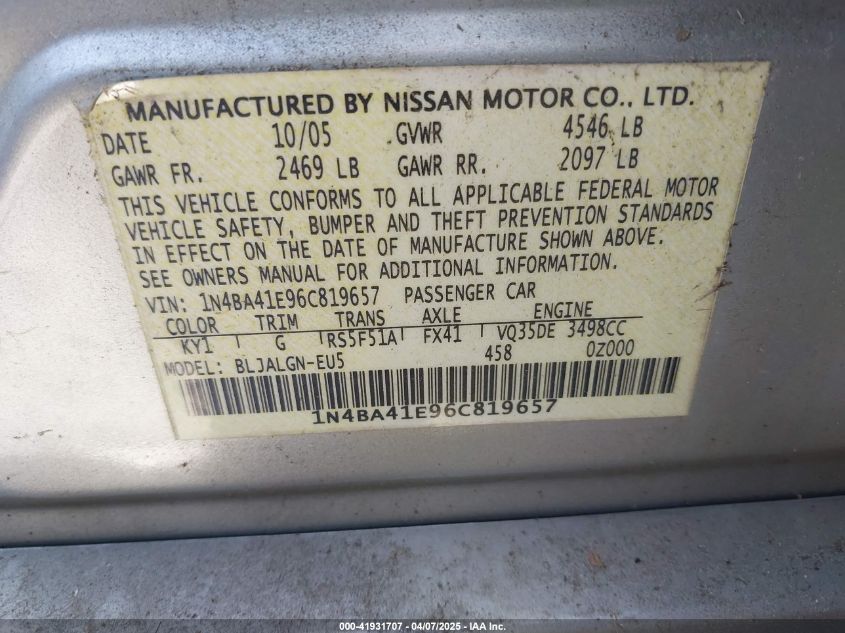 MANUFACTURED BY NISSAN MOTOR CO., LTD.
DATE 10/05 GVWR 4546 LB
GAWR FR. 2469 LB GAWR RR. 2097 LB
THIS VEHICLE CONFORMS TO ALL APPLICABLE FEDERAL MOTOR
VEHICLE SAFETY, BUMPER AND THEFT PREVENTION STANDARDS
IN EFFECT ON THE DATE OF MANUFACTURE SHOWN ABOVE.
SEE OWNERS MANUAL FOR ADDITIONAL INFORMATION.
VIN: 1N4BA41E96C819657 PASSENGER CAR
COLOR TRIM TRANS AXLE ENGINE
KY1 G RS5F51A FX41 VQ35DE 3498CC
MODEL: BLJALGN-EU5 458 0Z000
1N4BA41E96C819657
000-41931707 - 04/07/2025 - IAA Inc.